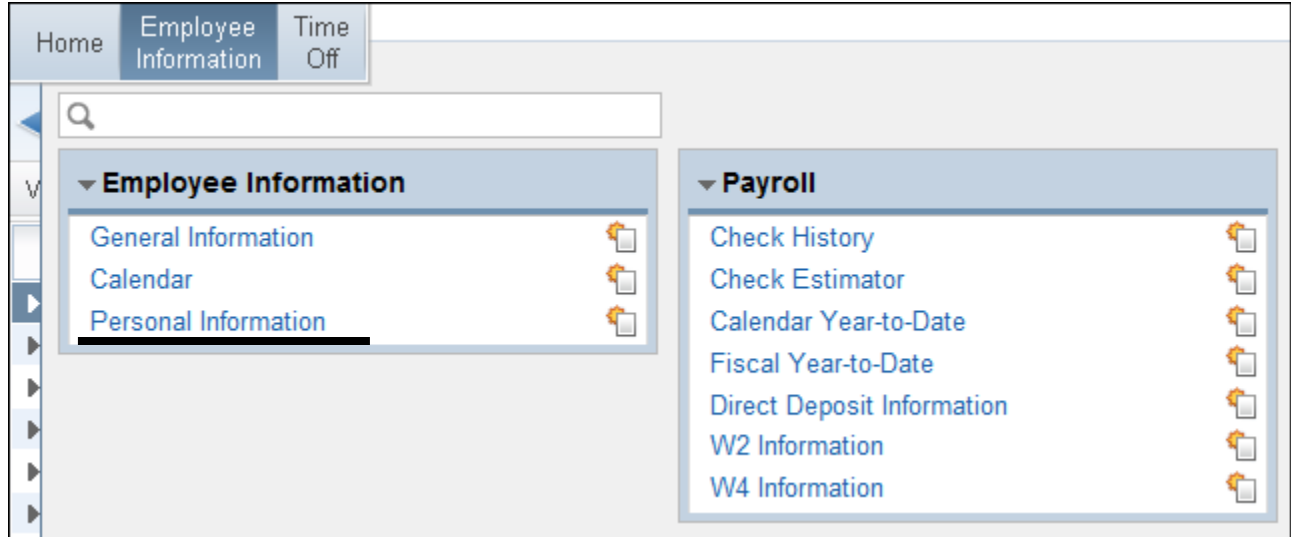 Home
Employee
Information
Time
Off
V
Employee Information
General Information
Calendar
Personal Information
Payroll
Check History
Check Estimator
Calendar Year-to-Date
Fiscal Year-to-Date
Direct Deposit Information
W2 Information
W4 Information